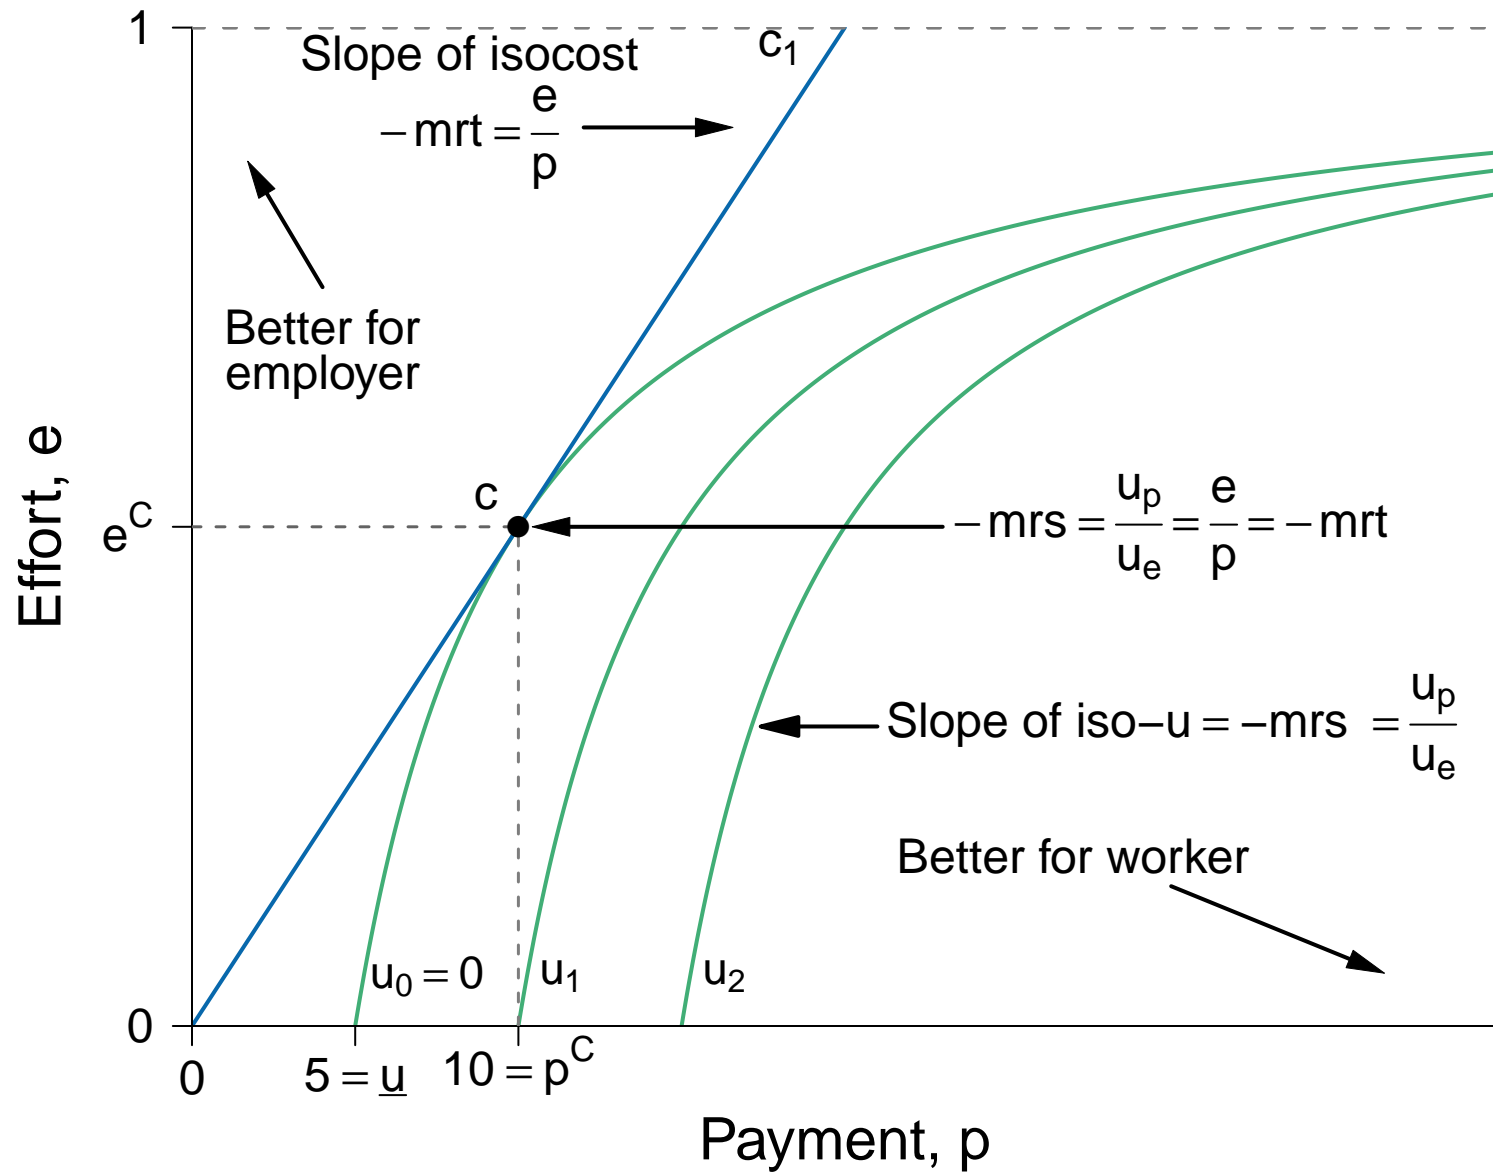 1
Slope of isocost
−mrt = e/p
c₁
Better for
employer
Effort, e
c
eᶜ
−mrs = uₚ/uₑ = e/p = −mrt
Slope of iso−u = −mrs = uₚ/uₑ
Better for worker
u₀ = 0
u₁
u₂
0
0
5 = u̲
10 = pᶜ
Payment, p